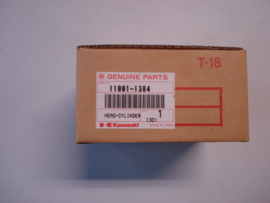 T-18
GENUINE PARTS
11001-1384
HEAD-CYLINDER 1
Kawasaki